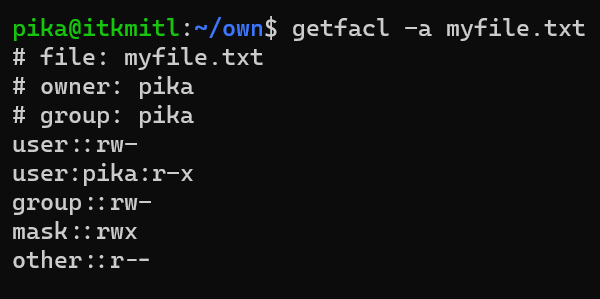 pika@itkmitl:~/own$ getfacl -a myfile.txt
# file: myfile.txt
# owner: pika
# group: pika
user::rw-
user:pika:r-x
group::rw-
mask::rwx
other::r--